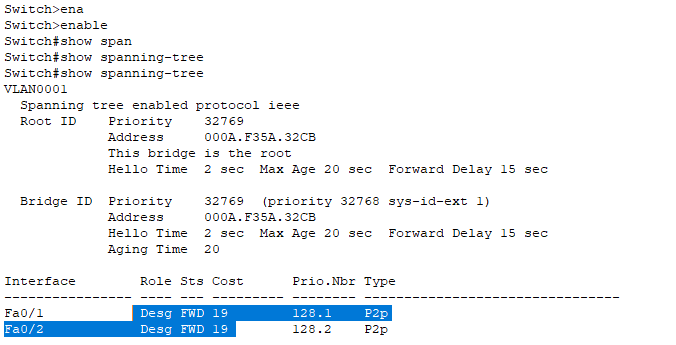 Switch>ena
Switch>enable
Switch#show span
Switch#show spanning-tree
Switch#show spanning-tree
VLAN0001
  Spanning tree enabled protocol ieee
  Root ID    Priority    32769
             Address     000A.F35A.32CB
             This bridge is the root
             Hello Time  2 sec  Max Age 20 sec  Forward Delay 15 sec

  Bridge ID  Priority    32769  (priority 32768 sys-id-ext 1)
             Address     000A.F35A.32CB
             Hello Time  2 sec  Max Age 20 sec  Forward Delay 15 sec
             Aging Time  20

Interface        Role Sts Cost      Prio.Nbr Type
---------------- ---- --- --------- -------- --------------------------------
Fa0/1            Desg FWD 19        128.1    P2p
Fa0/2            Desg FWD 19        128.2    P2p